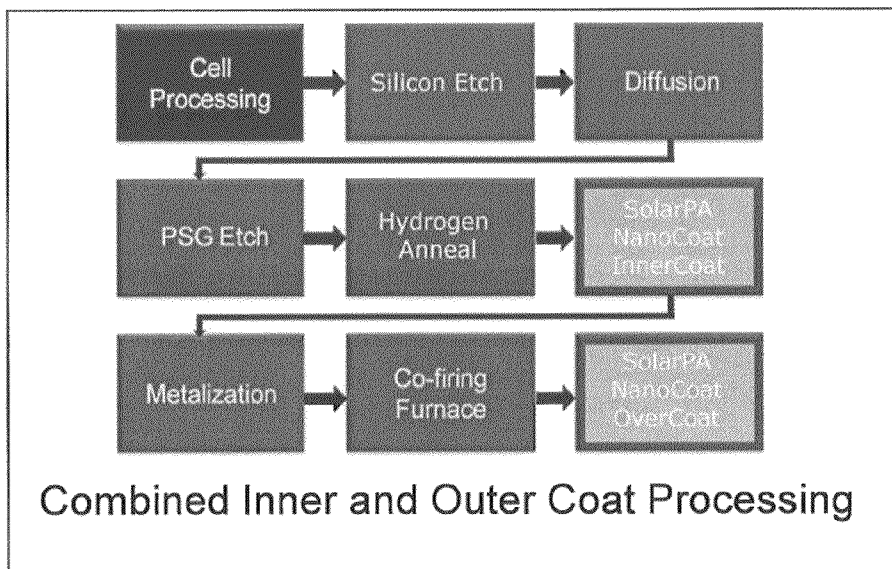 Cell
Processing
Silicon Etch
Diffusion
PSG Etch
Hydrogen
Anneal
SolarPA
NanoCoat
InnerCoat
Metalization
Co-firing
Furnace
SolarPA
NanoCoat
OverCoat
Combined Inner and Outer Coat Processing